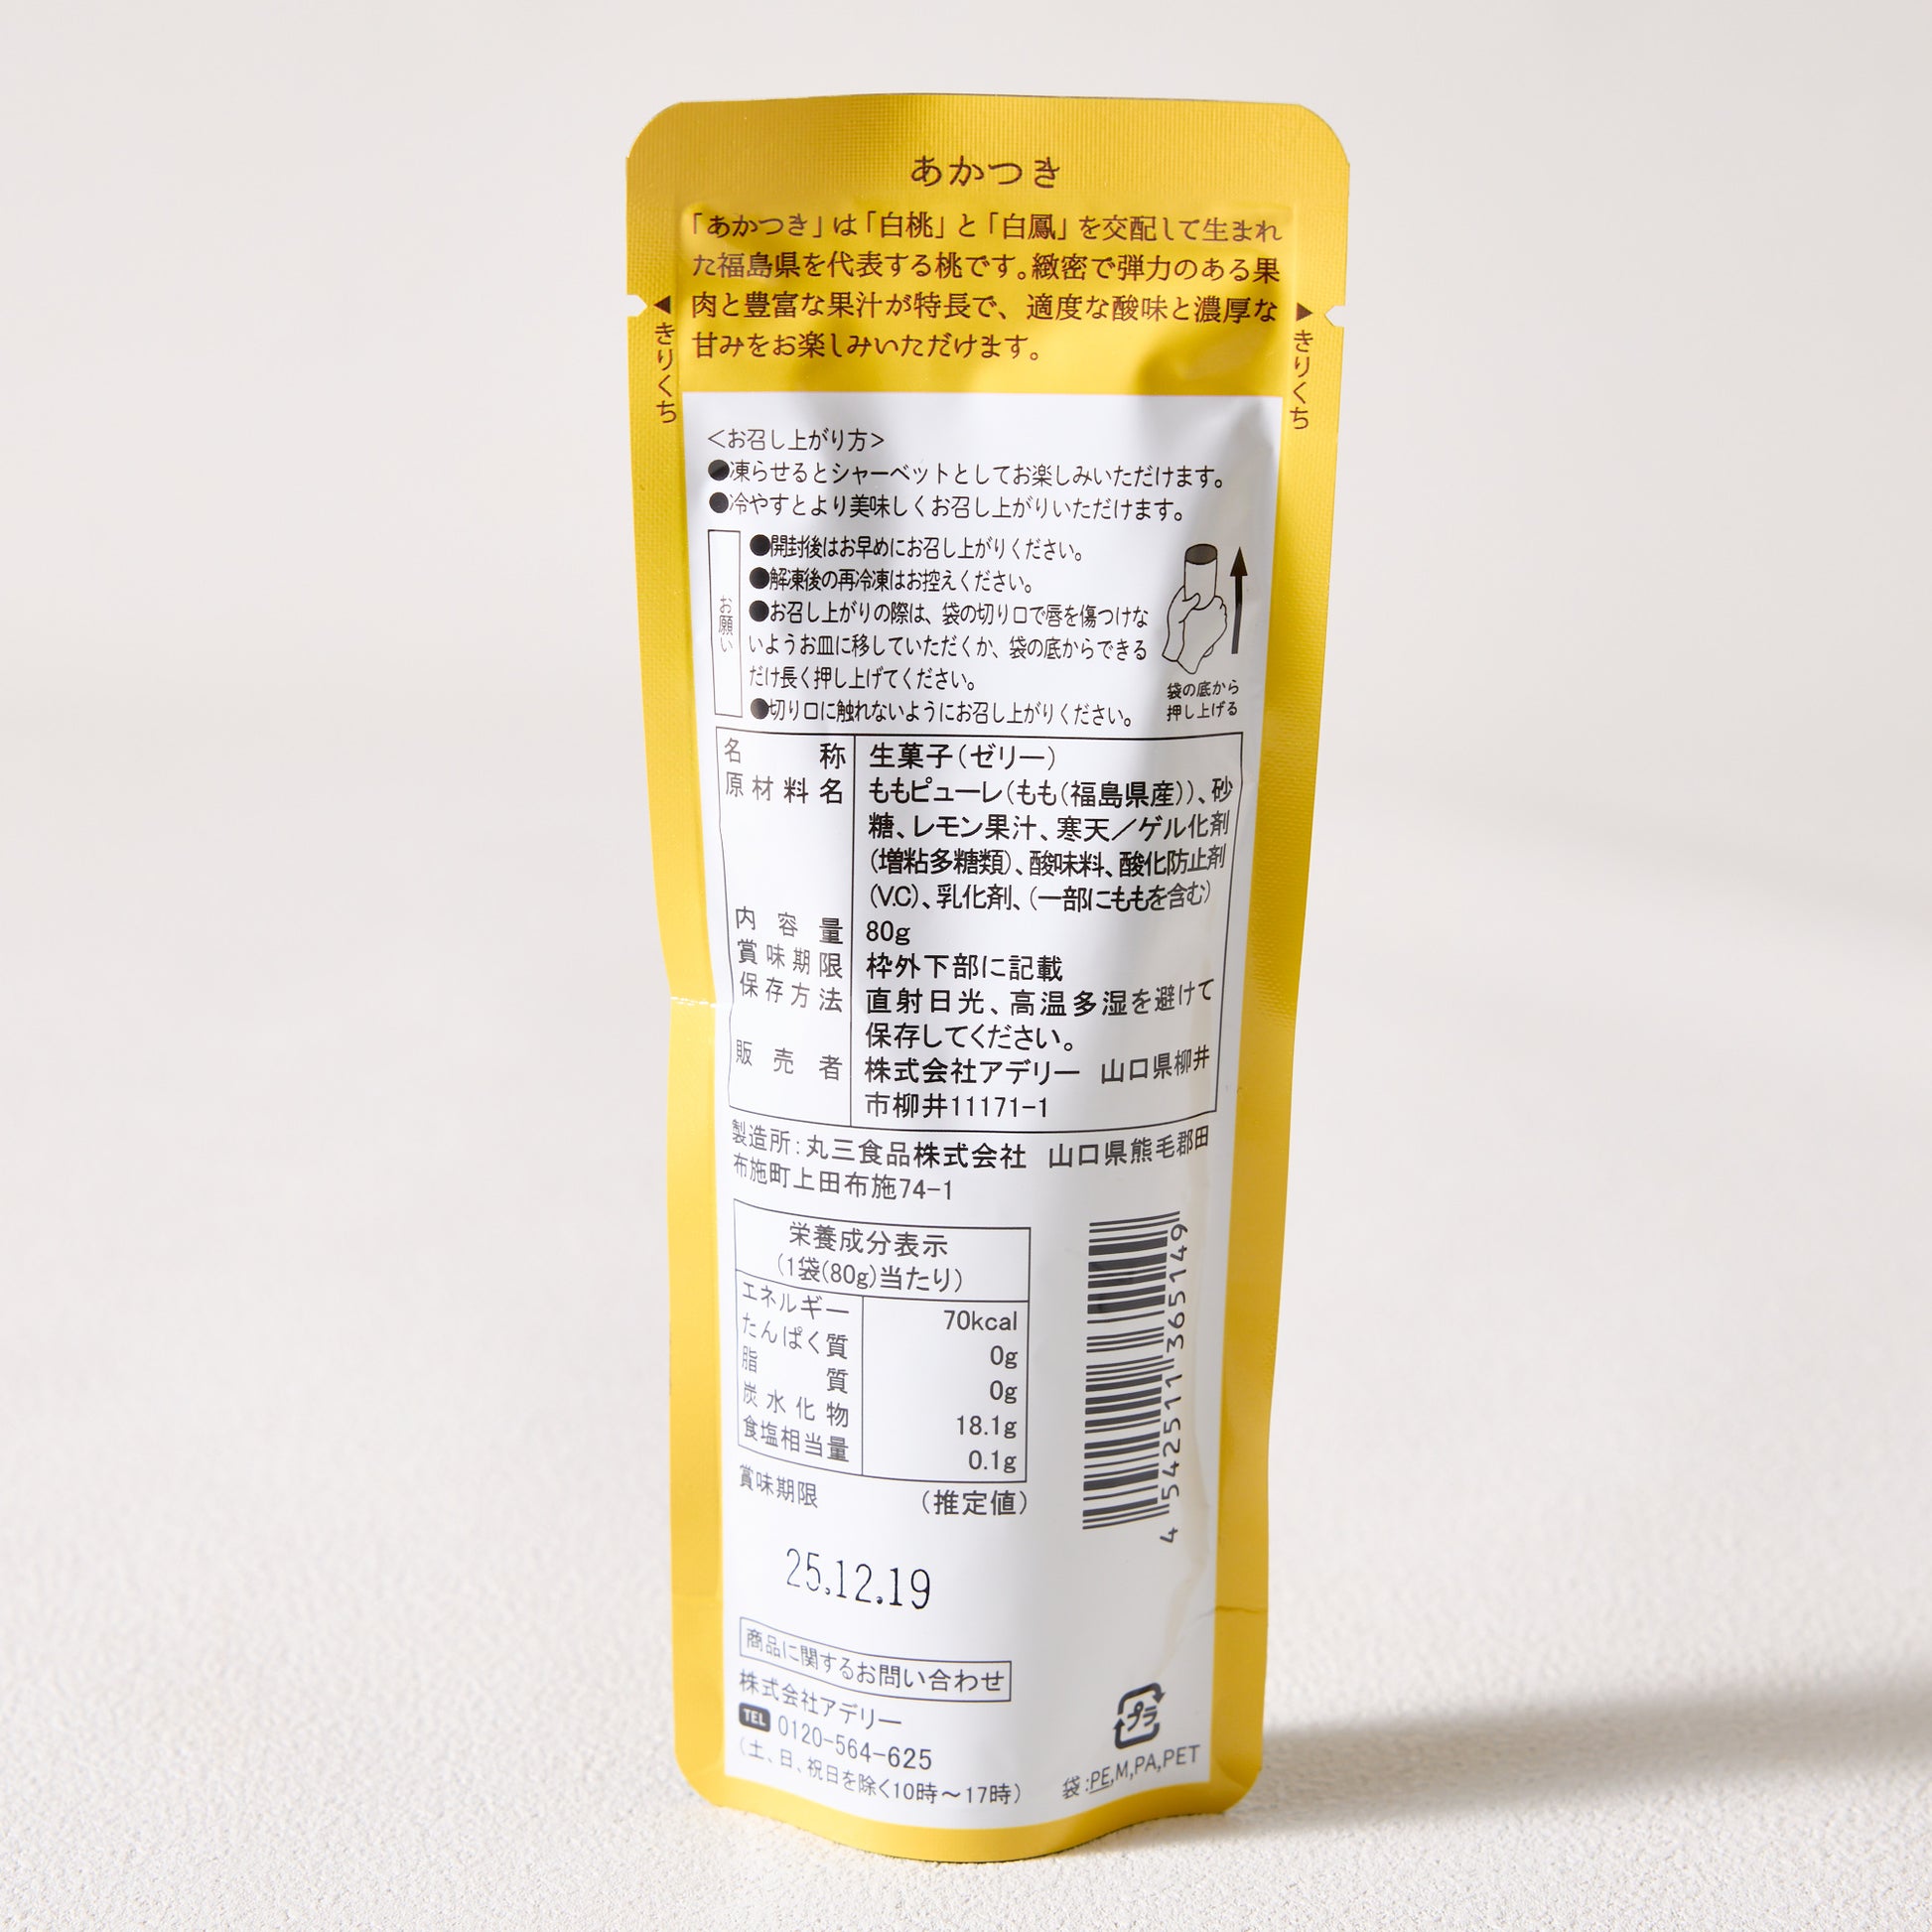 あかつき
「あかつき」は「白桃」と「白鳳」を交配して生まれ
た福島県を代表する桃です。緻密で弾力のある果
肉と豊富な果汁が特長で、適度な酸味と濃厚な
甘みをお楽しみいただけます。
◀きりくち
▶きりくち
＜お召し上がり方＞
●凍らせるとシャーベットとしてお楽しみいただけます。
●冷やすとより美味しくお召し上がりいただけます。
お願い
●開封後はお早めにお召し上がりください。
●解凍後の再冷凍はお控えください。
●お召し上がりの際は、袋の切り口で唇を傷つけな
いようお皿に移していただくか、袋の底からできる
だけ長く押し上げてください。
●切り口に触れないようにお召し上がりください。
袋の底から
押し上げる
名称 生菓子（ゼリー）
原材料名 ももピューレ（もも（福島県産））、砂
糖、レモン果汁、寒天／ゲル化剤
（増粘多糖類）、酸味料、酸化防止剤
（V.C）、乳化剤、（一部にももを含む）
内容量 80g
賞味期限 枠外下部に記載
保存方法 直射日光、高温多湿を避けて
保存してください。
販売者 株式会社アデリー 山口県柳井
市柳井11171-1
製造所：丸三食品株式会社 山口県熊毛郡田
布施町上田布施74-1
栄養成分表示
（1袋(80g)当たり）
エネルギー 70kcal
たんぱく質 0g
脂質 0g
炭水化物 18.1g
食塩相当量 0.1g
（推定値）
賞味期限
25.12.19
4 542511 365149
商品に関するお問い合わせ
株式会社アデリー
TEL 0120-564-625
（土、日、祝日を除く10時～17時）
プラ
袋:PE,M,PA,PET